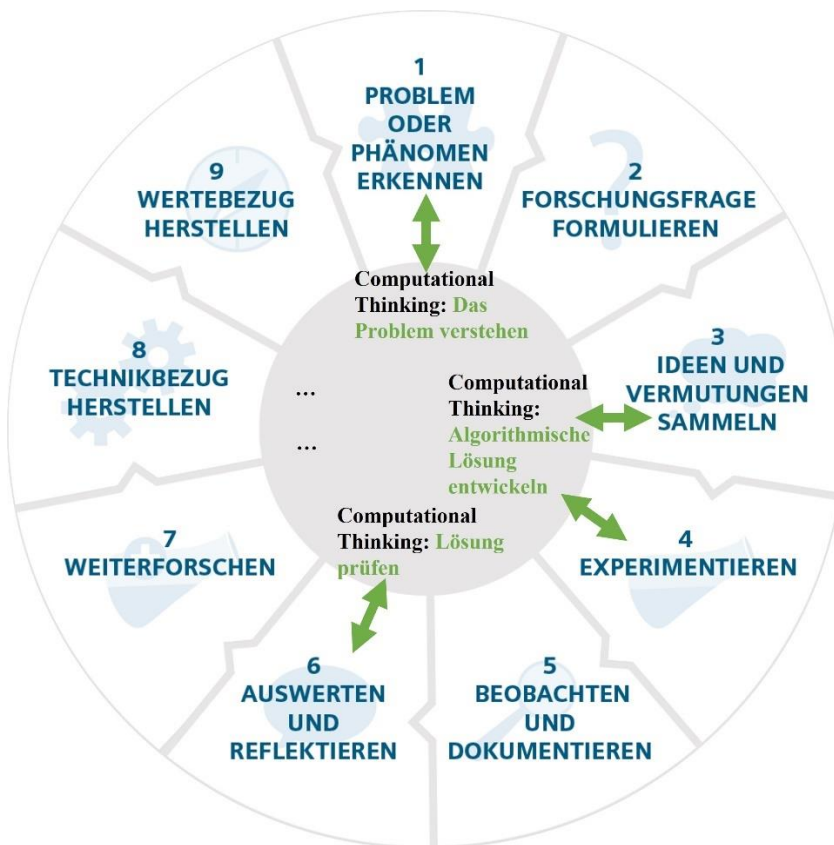 1
PROBLEM
ODER
PHÄNOMEN
ERKENNEN
2
FORSCHUNGSFRAGE
FORMULIEREN
3
IDEEN UND
VERMUTUNGEN
SAMMELN
4
EXPERIMENTIEREN
5
BEOBACHTEN
UND
DOKUMENTIEREN
6
AUSWERTEN
UND
REFLEKTIEREN
7
WEITERFORSCHEN
8
TECHNIKBEZUG
HERSTELLEN
9
WERTEBEZUG
HERSTELLEN
Computational
Thinking: Das
Problem verstehen
Computational
Thinking:
Algorithmische
Lösung
entwickeln
Computational
Thinking: Lösung
prüfen
...
...